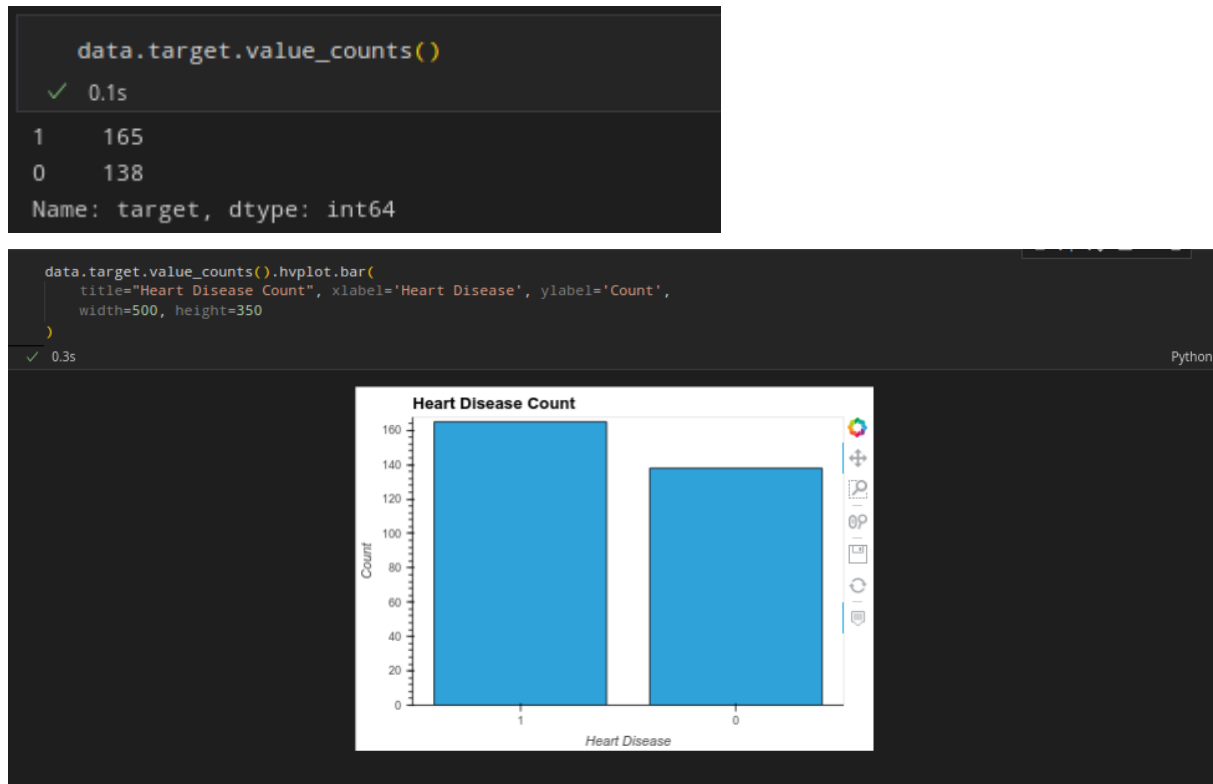 data.target.value_counts()
0.1s
1 165
0 138
Name: target, dtype: int64
data.target.value_counts().hvplot.bar(
title="Heart Disease Count", xlabel='Heart Disease', ylabel='Count',
width=500, height=350
)
0.3s
Python
Heart Disease Count
160
140
120
100
80
60
40
20
0
Count
1 0
Heart Disease